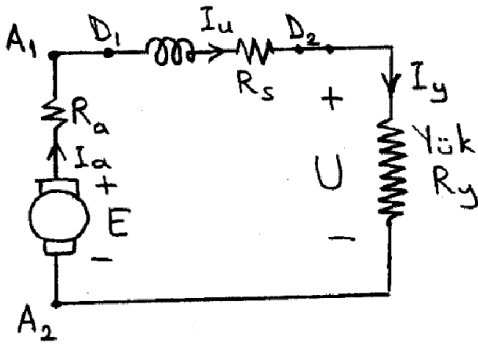 A1 D1 Iu D2
Rs
Iy
Ra
Ia
+
+
E
U
Yük
Ry
-
-
A2